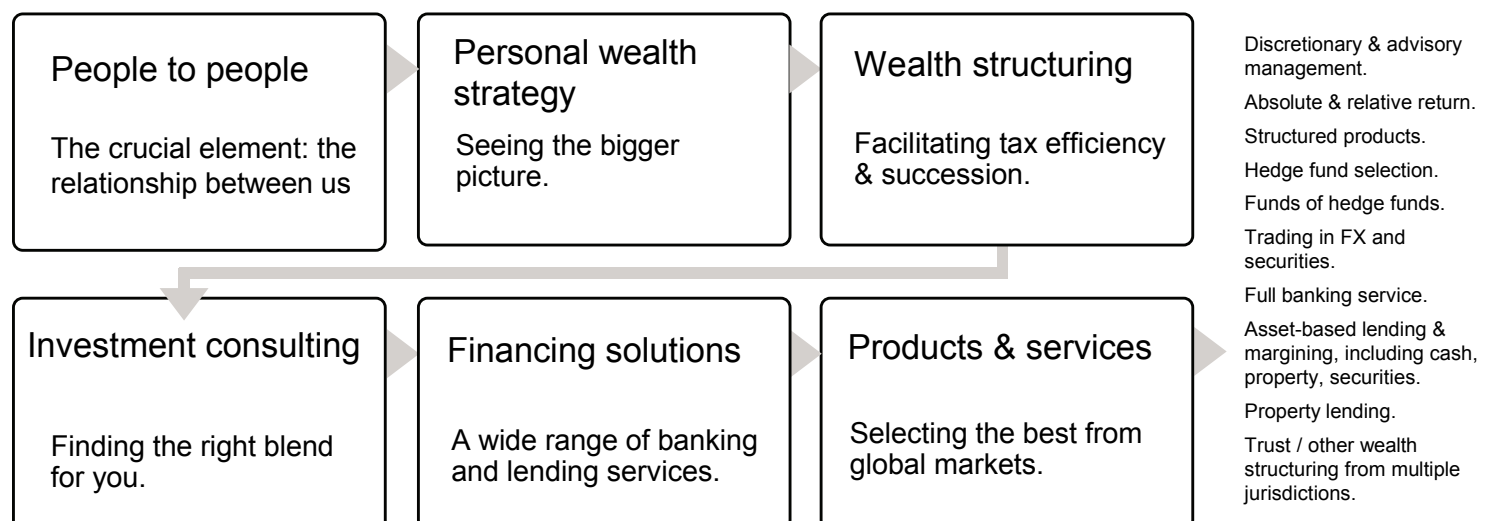 People to people
The crucial element: the
relationship between us
Personal wealth
strategy
Seeing the bigger
picture.
Wealth structuring
Facilitating tax efficiency
& succession.
Investment consulting
Finding the right blend
for you.
Financing solutions
A wide range of banking
and lending services.
Products & services
Selecting the best from
global markets.
Discretionary & advisory
management.
Absolute & relative return.
Structured products.
Hedge fund selection.
Funds of hedge funds.
Trading in FX and
securities.
Full banking service.
Asset-based lending &
margining, including cash,
property, securities.
Property lending.
Trust / other wealth
structuring from multiple
jurisdictions.